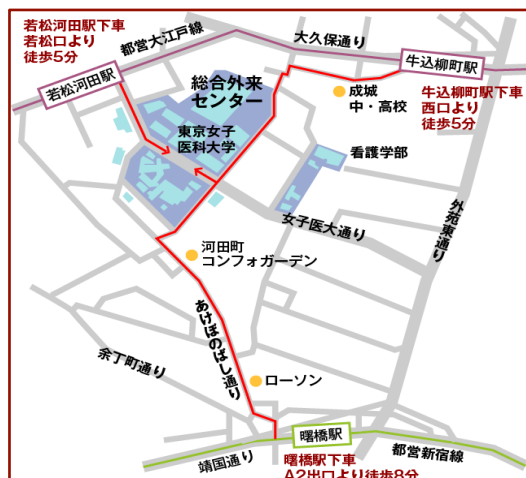 若松河田駅下車
若松口より
徒歩5分
都営大江戸線
大久保通り
若松河田駅
牛込柳町駅
総合外来
センター
成城
中・高校
牛込柳町駅下車
西口より
徒歩5分
東京女子
医科大学
看護学部
外苑東通り
女子医大通り
河田町
コンフォガーデン
あけぼのばし通り
余丁町通り
ローソン
曙橋駅
靖国通り
都営新宿線
曙橋駅下車
A2出口より徒歩8分